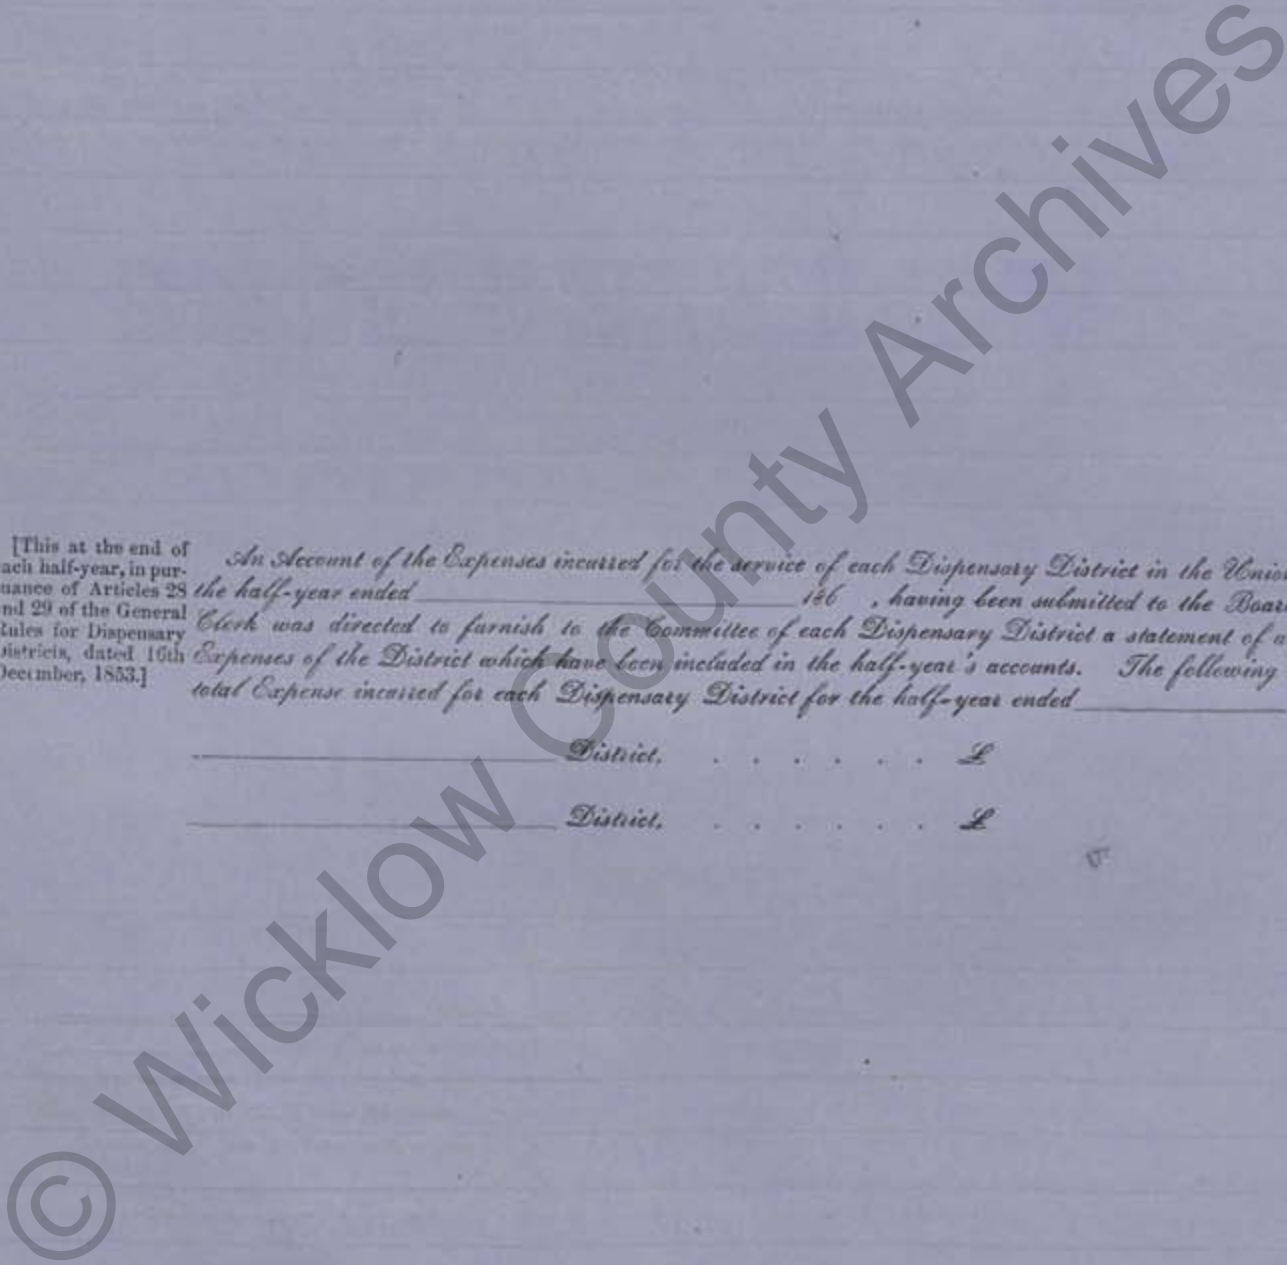 [This at the end of
ach half-year, in pur-
uance of Articles 28
nd 29 of the General
Rules for Dispensary
Districts, dated 16th
December, 1853.]
An Account of the Expenses incurred for the service of each Dispensary District in the Union
the half-year ended 186 , having been submitted to the Boar
Clerk was directed to furnish to the Committee of each Dispensary District a statement of a
Expenses of the District which have been included in the half-year's accounts. The following
total Expense incurred for each Dispensary District for the half-year ended
District, . . . . . . £
District, . . . . . . £
© Wicklow County Archives